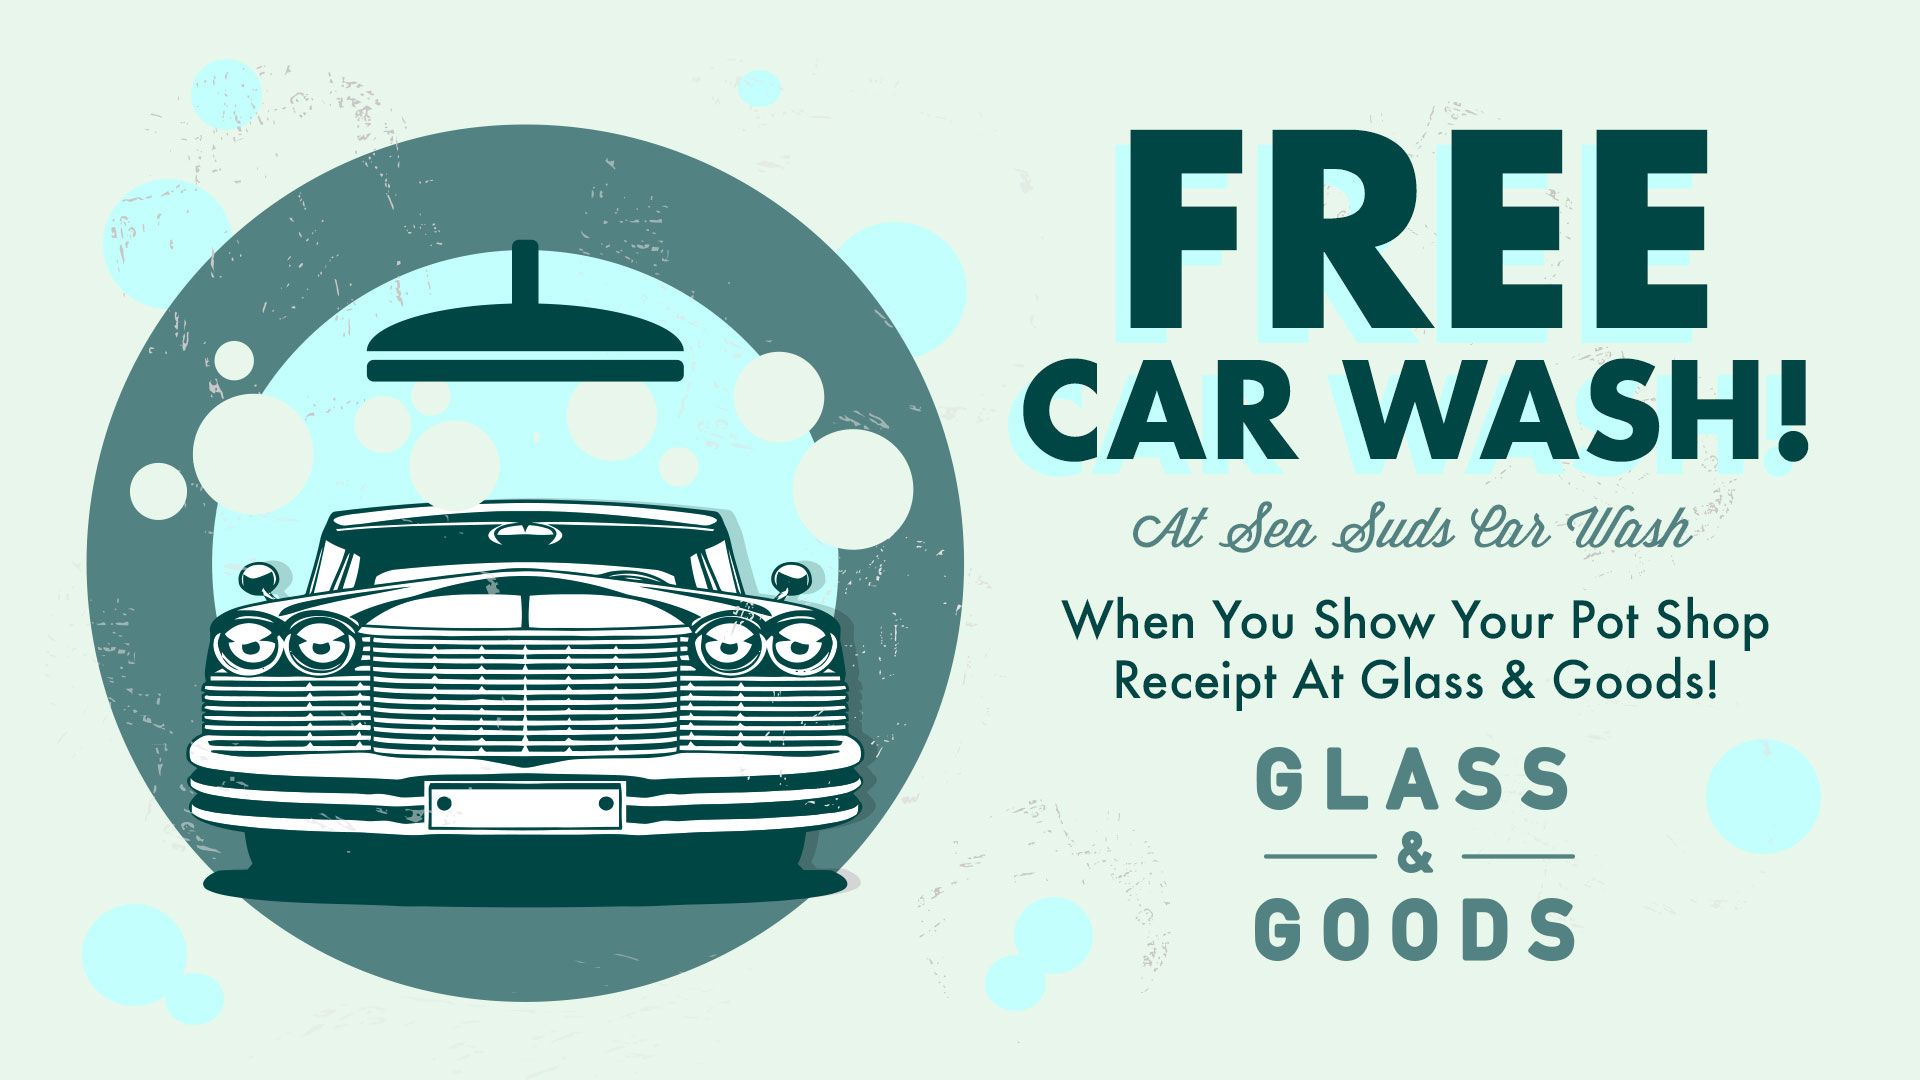 FREE
CAR WASH!
At Sea Suds Car Wash
When You Show Your Pot Shop
Receipt At Glass & Goods!
GLASS
&
GOODS